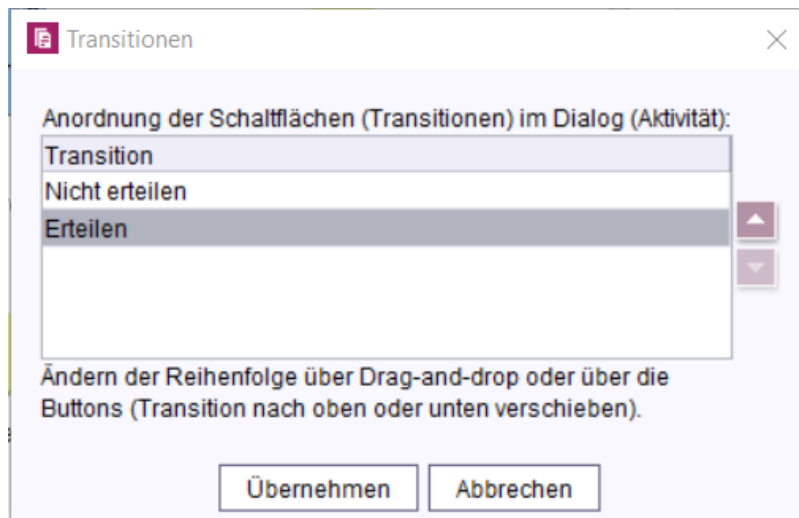 Transitionen
Anordnung der Schaltflächen (Transitionen) im Dialog (Aktivität):
Transition
Nicht erteilen
Erteilen
Ändern der Reihenfolge über Drag-and-drop oder über die
Buttons (Transition nach oben oder unten verschieben).
Übernehmen Abbrechen